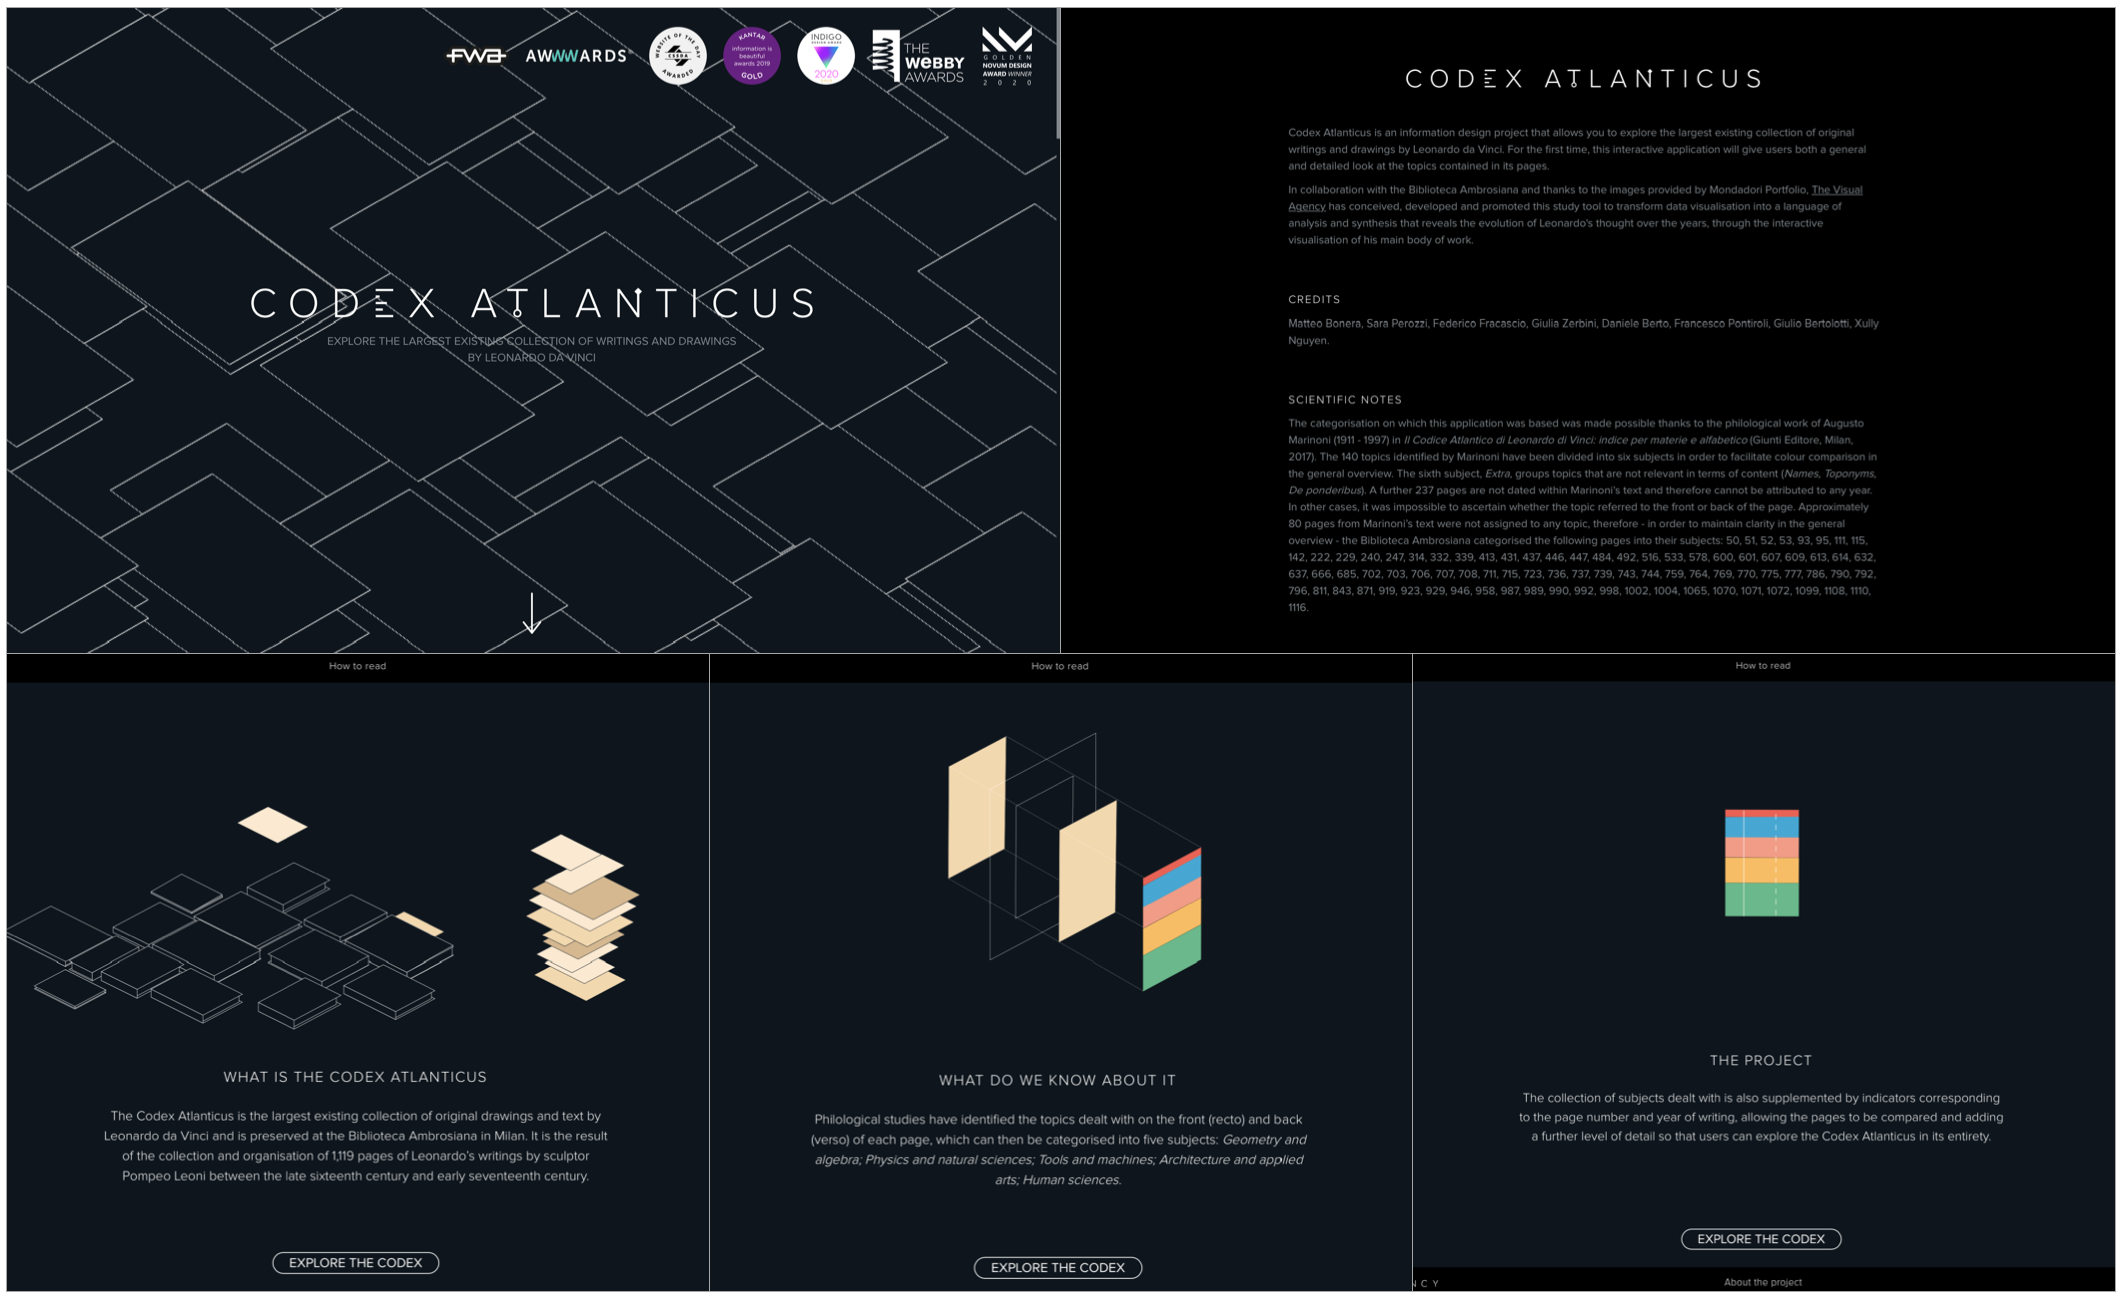 FWA
AWWWARDS
WEBSITE OF THE DAY
CSSDA
AWARDED
KANTAR
information is
beautiful
awards 2019
GOLD
INDIGO
DESIGN AWARD
2020
THE
WEBBY
AWARDS
GOLDEN
NOVUM DESIGN
AWARD WINNER
2 0 2 0
CODEX ATLANTICUS
EXPLORE THE LARGEST EXISTING COLLECTION OF WRITINGS AND DRAWINGS
BY LEONARDO DA VINCI
CODEX ATLANTICUS
Codex Atlanticus is an information design project that allows you to explore the largest existing collection of original
writings and drawings by Leonardo da Vinci. For the first time, this interactive application will give users both a general
and detailed look at the topics contained in its pages.
In collaboration with the Biblioteca Ambrosiana and thanks to the images provided by Mondadori Portfolio, The Visual
Agency has conceived, developed and promoted this study tool to transform data visualisation into a language of
analysis and synthesis that reveals the evolution of Leonardo's thought over the years, through the interactive
visualisation of his main body of work.
CREDITS
Matteo Bonera, Sara Perozzi, Federico Fracascio, Giulia Zerbini, Daniele Berto, Francesco Pontiroli, Giulio Bertolotti, Xully
Nguyen.
SCIENTIFIC NOTES
The categorisation on which this application was based was made possible thanks to the philological work of Augusto
Marinoni (1911 - 1997) in Il Codice Atlantico di Leonardo di Vinci: indice per materie e alfabetico (Giunti Editore, Milan,
2017). The 140 topics identified by Marinoni have been divided into six subjects in order to facilitate colour comparison in
the general overview. The sixth subject, Extra, groups topics that are not relevant in terms of content (Names, Toponyms,
De ponderibus). A further 237 pages are not dated within Marinoni's text and therefore cannot be attributed to any year.
In other cases, it was impossible to ascertain whether the topic referred to the front or back of the page. Approximately
80 pages from Marinoni's text were not assigned to any topic, therefore - in order to maintain clarity in the general
overview - the Biblioteca Ambrosiana categorised the following pages into their subjects: 50, 51, 52, 53, 93, 95, 111, 115,
142, 222, 229, 240, 247, 314, 332, 339, 413, 431, 437, 446, 447, 484, 492, 516, 533, 578, 600, 601, 607, 609, 613, 614, 632,
637, 666, 685, 702, 703, 706, 707, 708, 711, 715, 723, 736, 737, 739, 743, 744, 759, 764, 769, 770, 775, 777, 786, 790, 792,
796, 811, 843, 871, 919, 923, 929, 946, 958, 987, 989, 990, 992, 998, 1002, 1004, 1065, 1070, 1071, 1072, 1099, 1108, 1110,
1116.
How to read
WHAT IS THE CODEX ATLANTICUS
The Codex Atlanticus is the largest existing collection of original drawings and text by
Leonardo da Vinci and is preserved at the Biblioteca Ambrosiana in Milan. It is the result
of the collection and organisation of 1,119 pages of Leonardo's writings by sculptor
Pompeo Leoni between the late sixteenth century and early seventeenth century.
EXPLORE THE CODEX
How to read
WHAT DO WE KNOW ABOUT IT
Philological studies have identified the topics dealt with on the front (recto) and back
(verso) of each page, which can then be categorised into five subjects: Geometry and
algebra; Physics and natural sciences; Tools and machines; Architecture and applied
arts; Human sciences.
EXPLORE THE CODEX
How to read
THE PROJECT
The collection of subjects dealt with is also supplemented by indicators corresponding
to the page number and year of writing, allowing the pages to be compared and adding
a further level of detail so that users can explore the Codex Atlanticus in its entirety.
EXPLORE THE CODEX
NCY
About the project